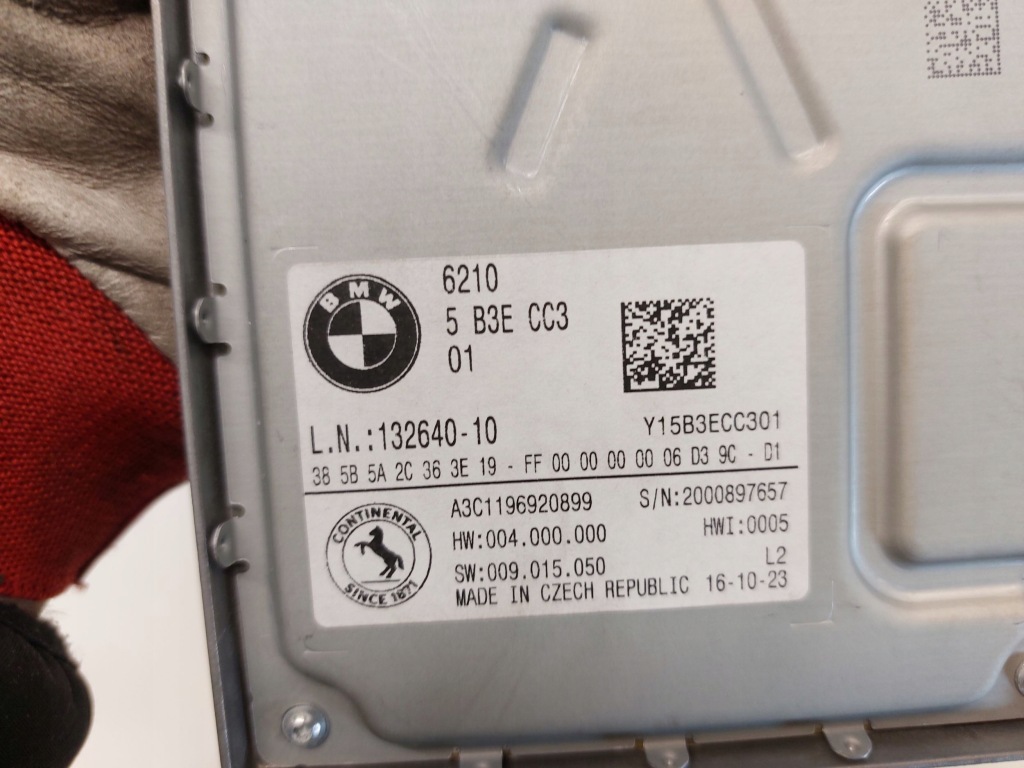 BMW
6210
5 B3E CC3
01
L.N.:132640-10
Y15B3ECC301
38 5B 5A 2C 36 3E 19 - FF 00 00 00 00 06 D3 9C - D1
CONTINENTAL
SINCE 1871
A3C1196920899
S/N:2000897657
HW:004.000.000
HWI:0005
SW:009.015.050
L2
MADE IN CZECH REPUBLIC 16-10-23